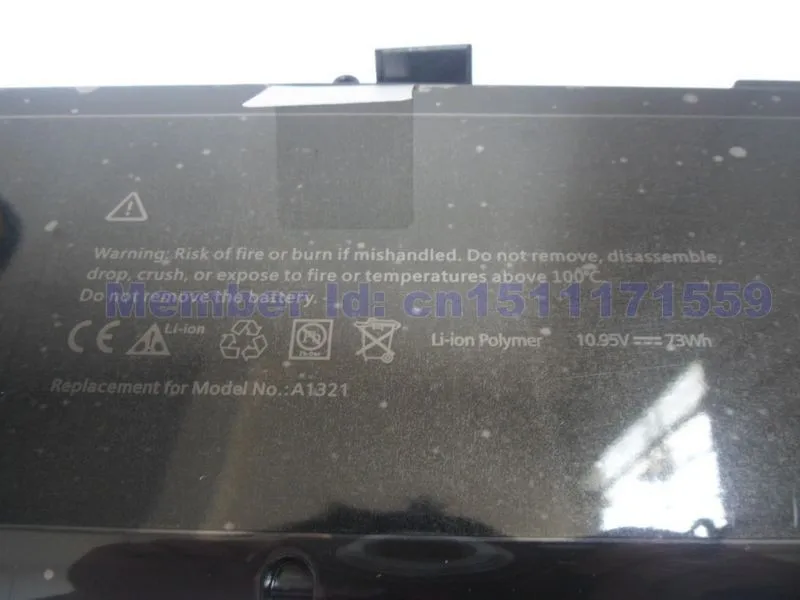 Warning: Risk of fire or burn if mishandled. Do not remove, disassemble,
drop, crush, or expose to fire or temperatures above 100°C
Do not remove the battery.
Member Id: cn1511171559
CE Li-ion Pb Li-ion Polymer 10.95V 73Wh
Replacement for Model No.: A1321